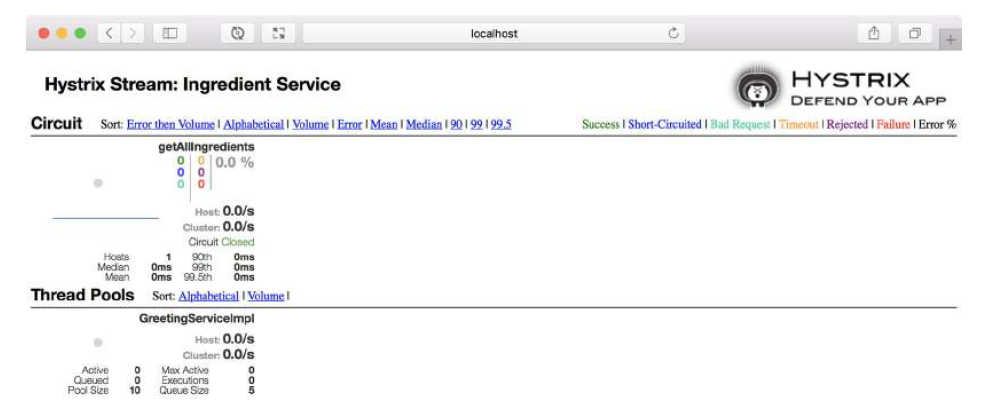 localhost
Hystrix Stream: Ingredient Service
HYSTRIX
DEFEND YOUR APP
Circuit Sort: Error then Volume | Alphabetical | Volume | Error | Mean | Median | 90 | 99 | 99.5
Success | Short-Circuited | Bad Request | Timeout | Rejected | Failure | Error %
getAllIngredients
0 0 0.0 %
0 0
0 0
Host: 0.0/s
Cluster: 0.0/s
Circuit Closed
Hosts 1 90th 0ms
Median 0ms 99th 0ms
Mean 0ms 99.5th 0ms
Thread Pools Sort: Alphabetical | Volume |
GreetingServiceImpl
Host: 0.0/s
Cluster: 0.0/s
Active 0 Max Active 0
Queued 0 Executions 0
Pool Size 10 Queue Size 5